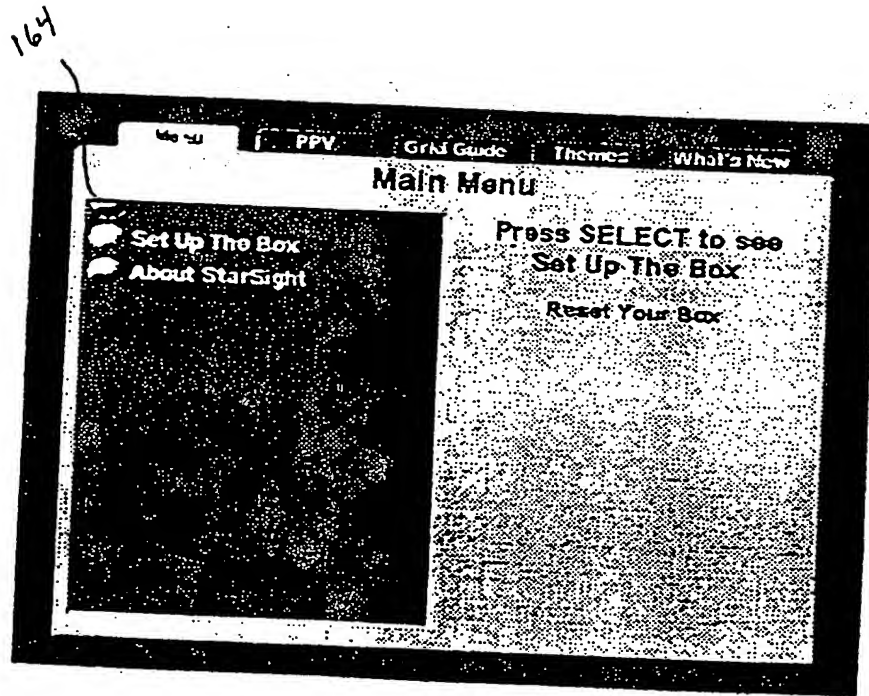 164
Menu PPV Grid Guide Themes What's New
Main Menu
Set Up The Box
About StarSight
Press SELECT to see
Set Up The Box
Reset Your Box